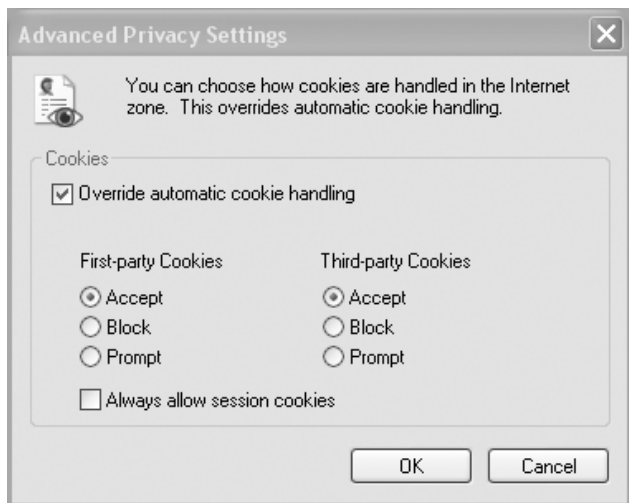 Advanced Privacy Settings
You can choose how cookies are handled in the Internet
zone. This overrides automatic cookie handling.
Cookies
Override automatic cookie handling
First-party Cookies
Third-party Cookies
Accept
Accept
Block
Block
Prompt
Prompt
Always allow session cookies
OK
Cancel